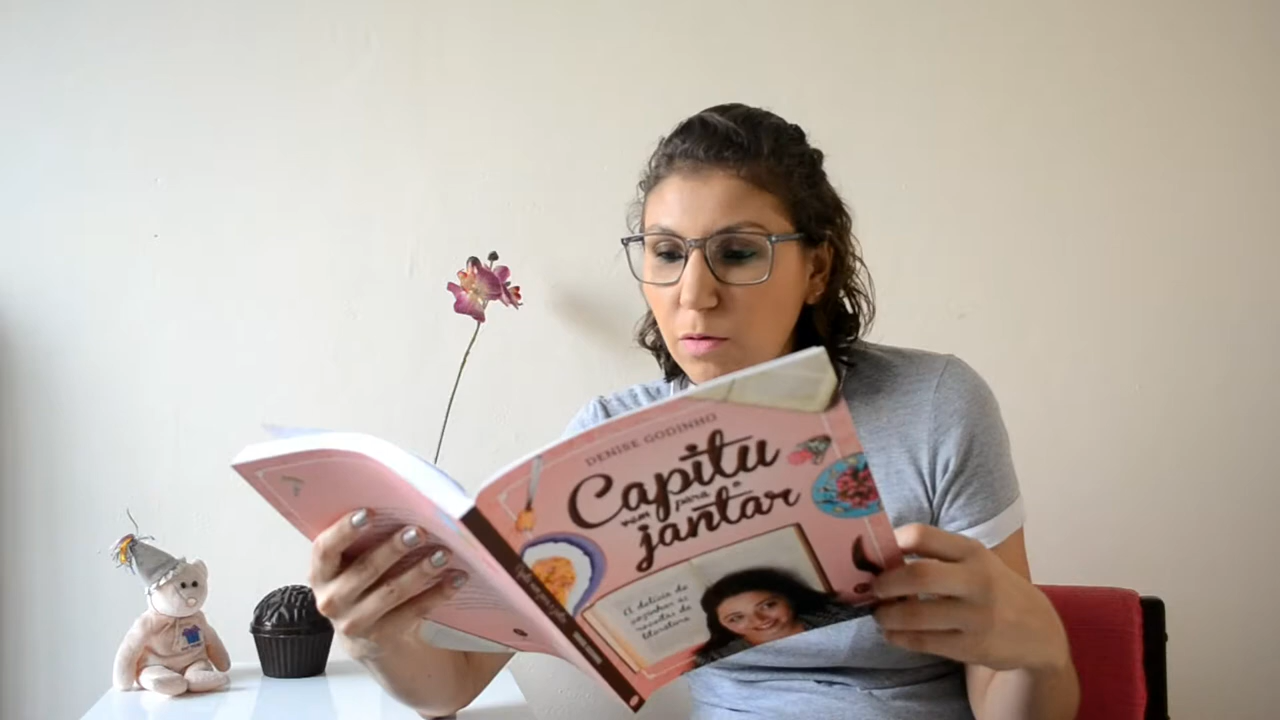 DENISE GODINHO
Capitu
vem para o
jantar
A delícia de
cozinhar as
receitas da
literatura